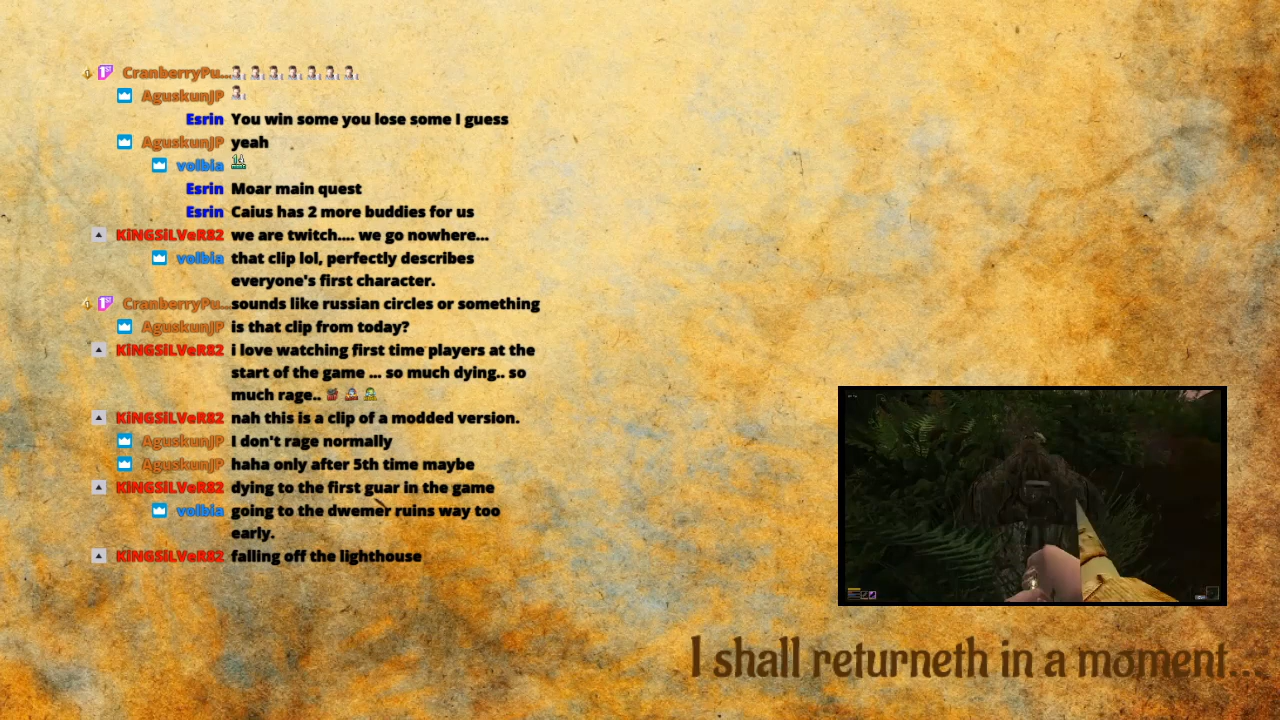 CranberryPu...
AguskunJP
Esrin You win some you lose some I guess
AguskunJP yeah
volbia
Esrin Moar main quest
Esrin Caius has 2 more buddies for us
KiNGSiLVeR82 we are twitch.... we go nowhere...
volbia that clip lol, perfectly describes
everyone's first character.
CranberryPu... sounds like russian circles or something
AguskunJP is that clip from today?
KiNGSiLVeR82 i love watching first time players at the
start of the game ... so much dying.. so
much rage..
KiNGSiLVeR82 nah this is a clip of a modded version.
AguskunJP I don't rage normally
AguskunJP haha only after 5th time maybe
KiNGSiLVeR82 dying to the first guar in the game
volbia going to the dwemer ruins way too
early.
KiNGSiLVeR82 falling off the lighthouse
I shall returneth in a moment...